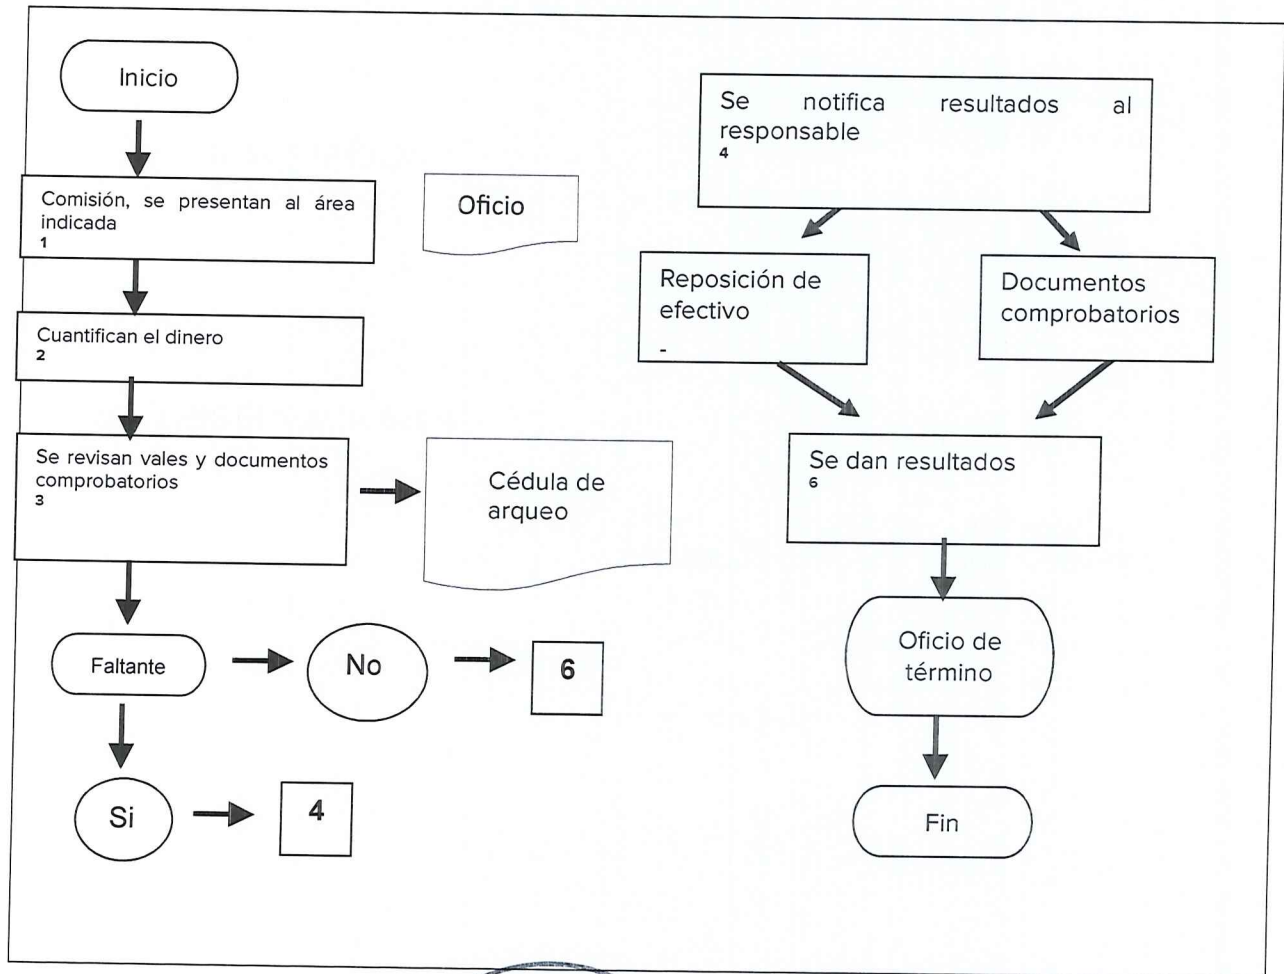 Inicio
Comisión, se presentan al área
indicada
1
Oficio
Cuantifican el dinero
2
Se revisan vales y documentos
comprobatorios
3
Cédula de
arqueo
Faltante
No
6
Si
4
Se notifica resultados al
responsable
4
Reposición de
efectivo
-
Documentos
comprobatorios
Se dan resultados
6
Oficio de
término
Fin